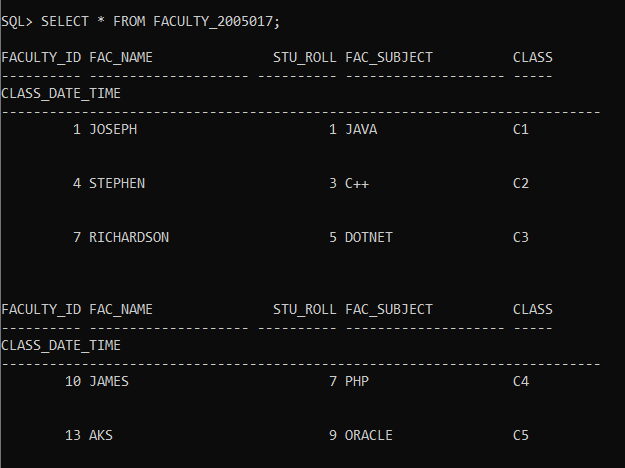 SQL> SELECT * FROM FACULTY_2005017;
FACULTY_ID FAC_NAME               STU_ROLL FAC_SUBJECT          CLASS
---------- -------------------- ---------- -------------------- -----
CLASS_DATE_TIME
---------------------------------------------------------------------------
         1 JOSEPH                        1 JAVA                 C1
         4 STEPHEN                       3 C++                  C2
         7 RICHARDSON                    5 DOTNET               C3
FACULTY_ID FAC_NAME               STU_ROLL FAC_SUBJECT          CLASS
---------- -------------------- ---------- -------------------- -----
CLASS_DATE_TIME
---------------------------------------------------------------------------
        10 JAMES                         7 PHP                  C4
        13 AKS                           9 ORACLE               C5